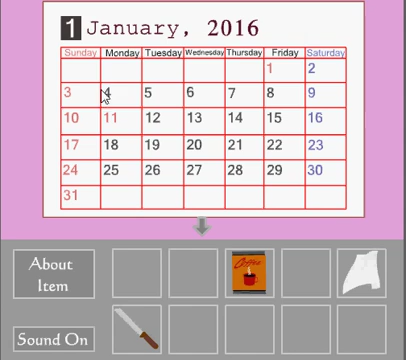 1 January, 2016
Sunday Monday Tuesday Wednesday Thursday Friday Saturday
1 2
3 4 5 6 7 8 9
10 11 12 13 14 15 16
17 18 19 20 21 22 23
24 25 26 27 28 29 30
31
About
Item
Coffee
Sound On